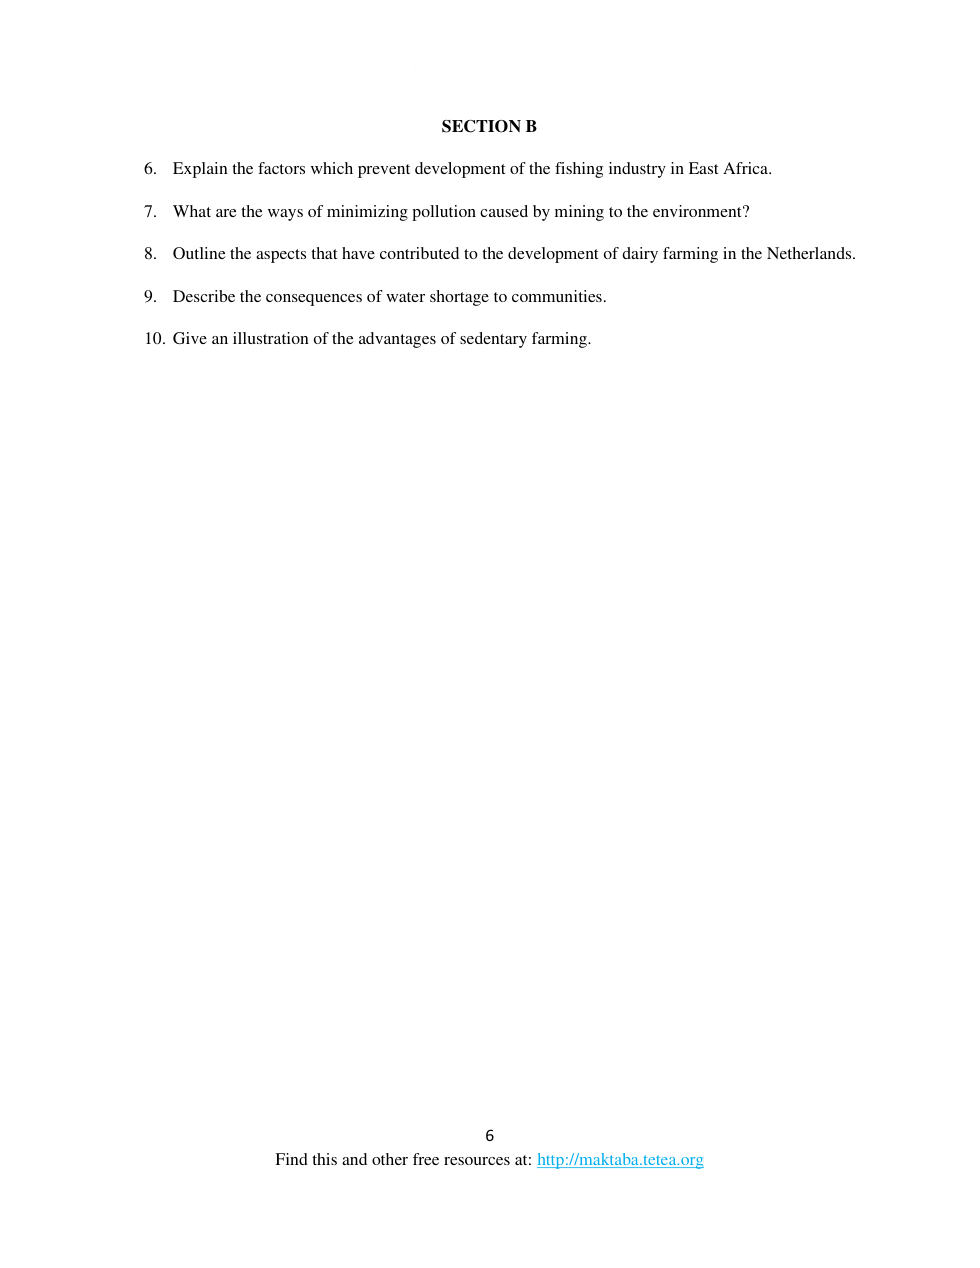 SECTION B
6. Explain the factors which prevent development of the fishing industry in East Africa.
7. What are the ways of minimizing pollution caused by mining to the environment?
8. Outline the aspects that have contributed to the development of dairy farming in the Netherlands.
9. Describe the consequences of water shortage to communities.
10. Give an illustration of the advantages of sedentary farming.
6
Find this and other free resources at: http://maktaba.tetea.org